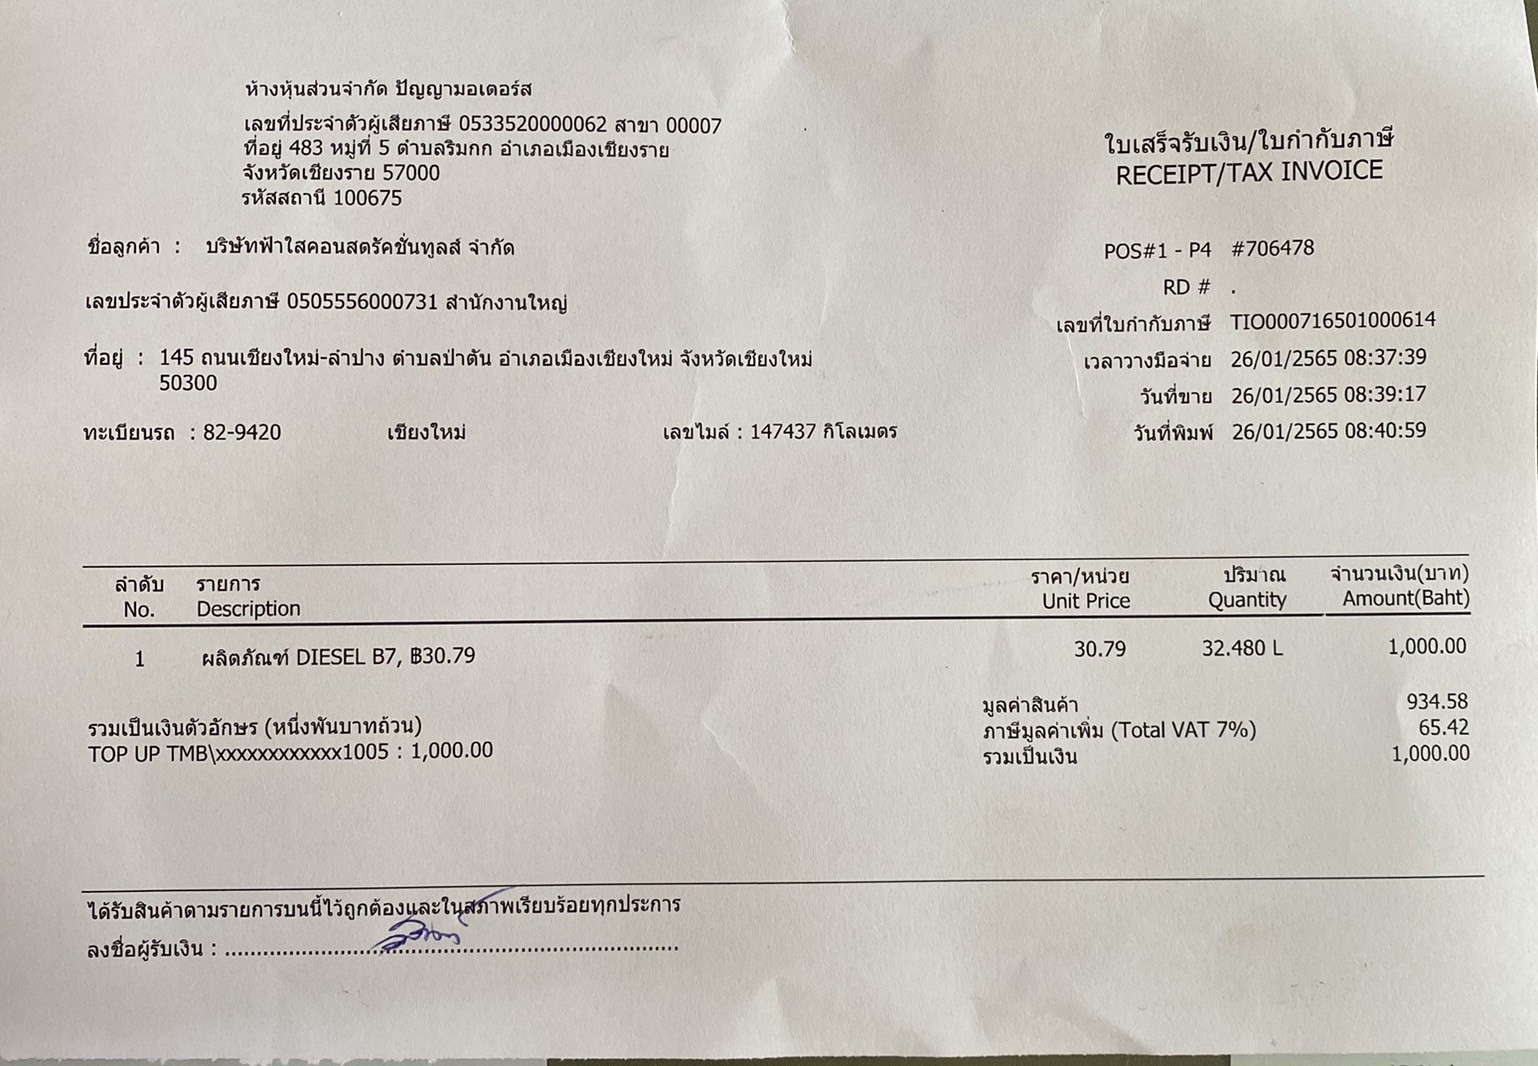 ห้างหุ้นส่วนจำกัด ปัญญามอเตอร์ส
เลขที่ประจำตัวผู้เสียภาษี 0533520000062 สาขา 00007
ที่อยู่ 483 หมู่ที่ 5 ตำบลริมกก อำเภอเมืองเชียงราย
จังหวัดเชียงราย 57000
รหัสสถานี 100675
ใบเสร็จรับเงิน/ใบกำกับภาษี
RECEIPT/TAX INVOICE
ชื่อลูกค้า : บริษัทฟ้าใสคอนสตรัคชั่นทูลส์ จำกัด
POS#1 - P4 #706478
RD # .
เลขประจำตัวผู้เสียภาษี 0505556000731 สำนักงานใหญ่
เลขที่ใบกำกับภาษี TIO000716501000614
ที่อยู่ : 145 ถนนเชียงใหม่-ลำปาง ตำบลป่าตัน อำเภอเมืองเชียงใหม่ จังหวัดเชียงใหม่
50300
เวลาวางมือจ่าย 26/01/2565 08:37:39
วันที่ขาย 26/01/2565 08:39:17
ทะเบียนรถ : 82-9420 เชียงใหม่ เลขไมล์ : 147437 กิโลเมตร
วันที่พิมพ์ 26/01/2565 08:40:59
ลำดับ รายการ ราคา/หน่วย ปริมาณ จำนวนเงิน(บาท)
No. Description Unit Price Quantity Amount(Baht)
1 ผลิตภัณฑ์ DIESEL B7, ฿30.79 30.79 32.480 L 1,000.00
มูลค่าสินค้า 934.58
รวมเป็นเงินตัวอักษร (หนึ่งพันบาทถ้วน)
ภาษีมูลค่าเพิ่ม (Total VAT 7%) 65.42
TOP UP TMB\xxxxxxxxxxxx1005 : 1,000.00
รวมเป็นเงิน 1,000.00
ได้รับสินค้าตามรายการบนนี้ไว้ถูกต้องและในสภาพเรียบร้อยทุกประการ
ลงชื่อผู้รับเงิน : ........................................................................